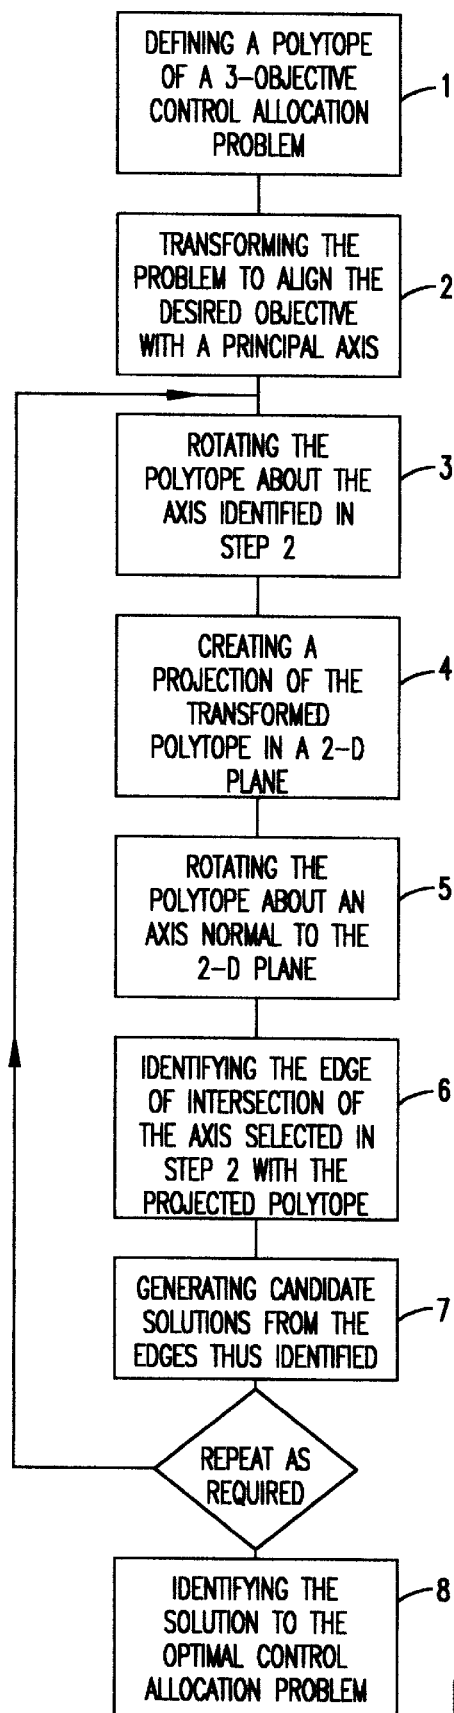 DEFINING A POLYTOPE
OF A 3-OBJECTIVE
CONTROL ALLOCATION
PROBLEM
1
TRANSFORMING THE
PROBLEM TO ALIGN THE
DESIRED OBJECTIVE
WITH A PRINCIPAL AXIS
2
ROTATING THE
POLYTOPE ABOUT THE
AXIS IDENTIFIED IN
STEP 2
3
CREATING A
PROJECTION OF THE
TRANSFORMED
POLYTOPE IN A 2-D
PLANE
4
ROTATING THE
POLYTOPE ABOUT AN
AXIS NORMAL TO THE
2-D PLANE
5
IDENTIFYING THE EDGE
OF INTERSECTION OF
THE AXIS SELECTED IN
STEP 2 WITH THE
PROJECTED POLYTOPE
6
GENERATING CANDIDATE
SOLUTIONS FROM THE
EDGES THUS IDENTIFIED
7
REPEAT AS
REQUIRED
IDENTIFYING THE
SOLUTION TO THE
OPTIMAL CONTROL
ALLOCATION PROBLEM
8